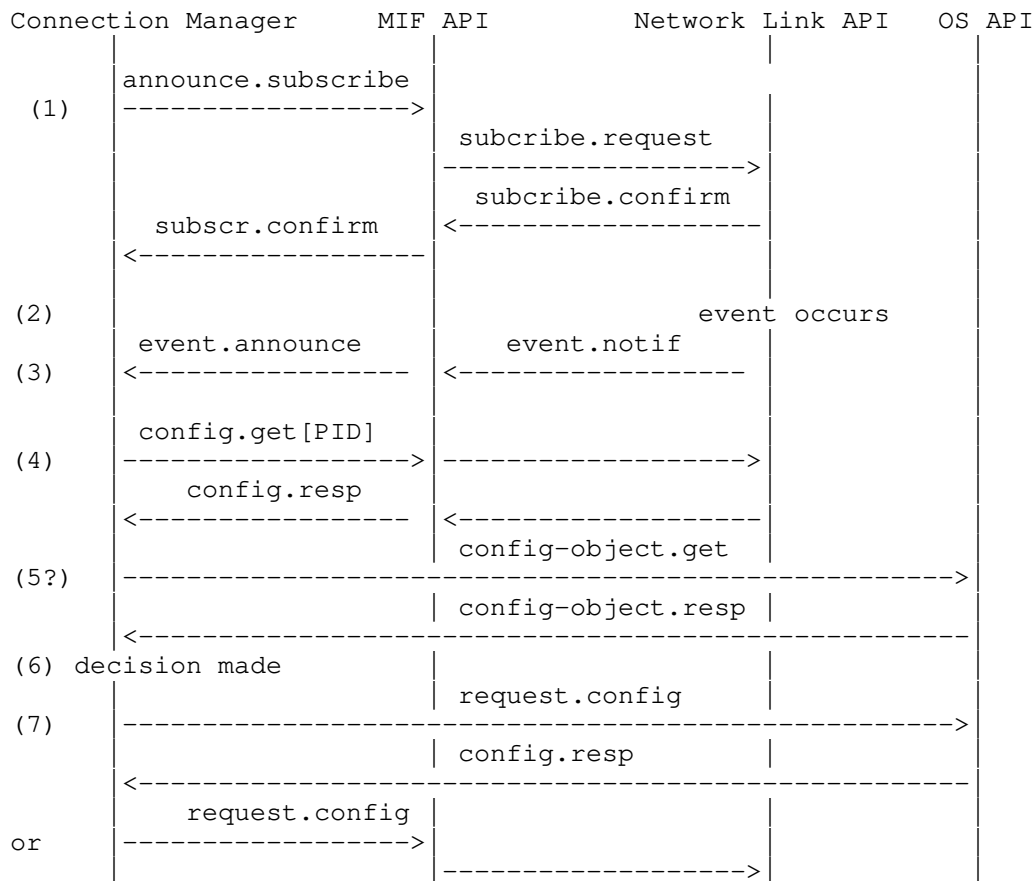 Connection Manager MIF API Network Link API OS API
announce.subscribe
(1)
subcribe.request
subcribe.confirm
subscr.confirm
(2) event occurs
event.announce event.notif
(3)
config.get[PID]
(4)
config.resp
config-object.get
(5?)
config-object.resp
(6) decision made
request.config
(7)
config.resp
request.config
or